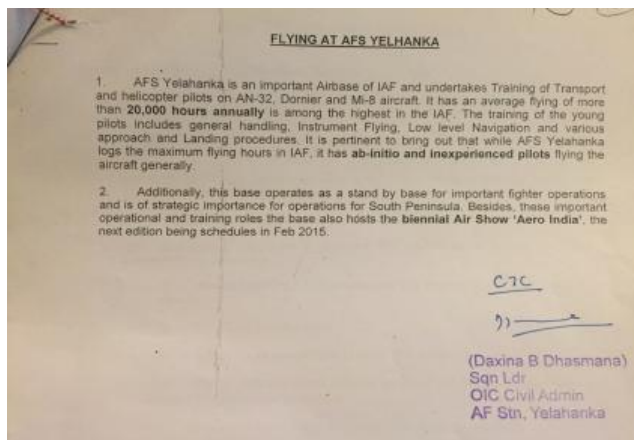 FLYING AT AFS YELHANKA
1. AFS Yelahanka is an important Airbase of IAF and undertakes Training of Transport
and helicopter pilots on AN-32, Dornier and Mi-8 aircraft. It has an average flying of more
than 20,000 hours annually is among the highest in the IAF. The training of the young
pilots includes general handling, Instrument Flying, Low level Navigation and various
approach and Landing procedures. It is pertinent to bring out that while AFS Yelahanka
logs the maximum flying hours in IAF, it has ab-initio and inexperienced pilots flying the
aircraft generally.
2. Additionally, this base operates as a stand by base for important fighter operations
and is of strategic importance for operations for South Peninsula. Besides, these important
operational and training roles the base also hosts the biennial Air Show 'Aero India', the
next edition being schedules in Feb 2015.
CTC
(Daxina B Dhasmana)
Sqn Ldr
OIC Civil Admin
AF Stn, Yelahanka